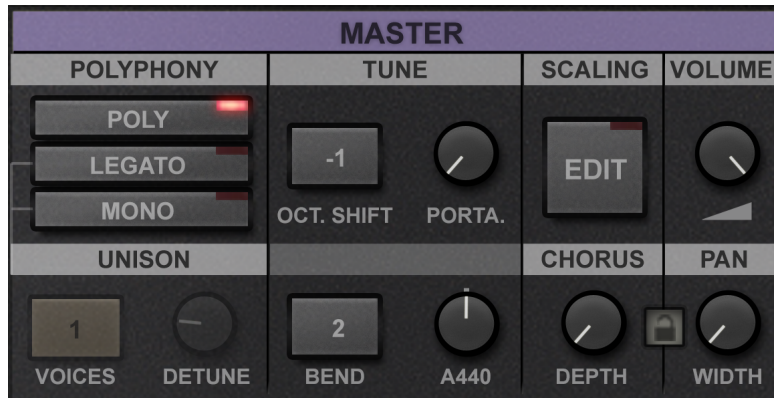 MASTER
POLYPHONY
TUNE
SCALING
VOLUME
POLY
LEGATO
MONO
-1
OCT. SHIFT
PORTA.
EDIT
UNISON
CHORUS
PAN
1
VOICES
DETUNE
2
BEND
A440
DEPTH
WIDTH